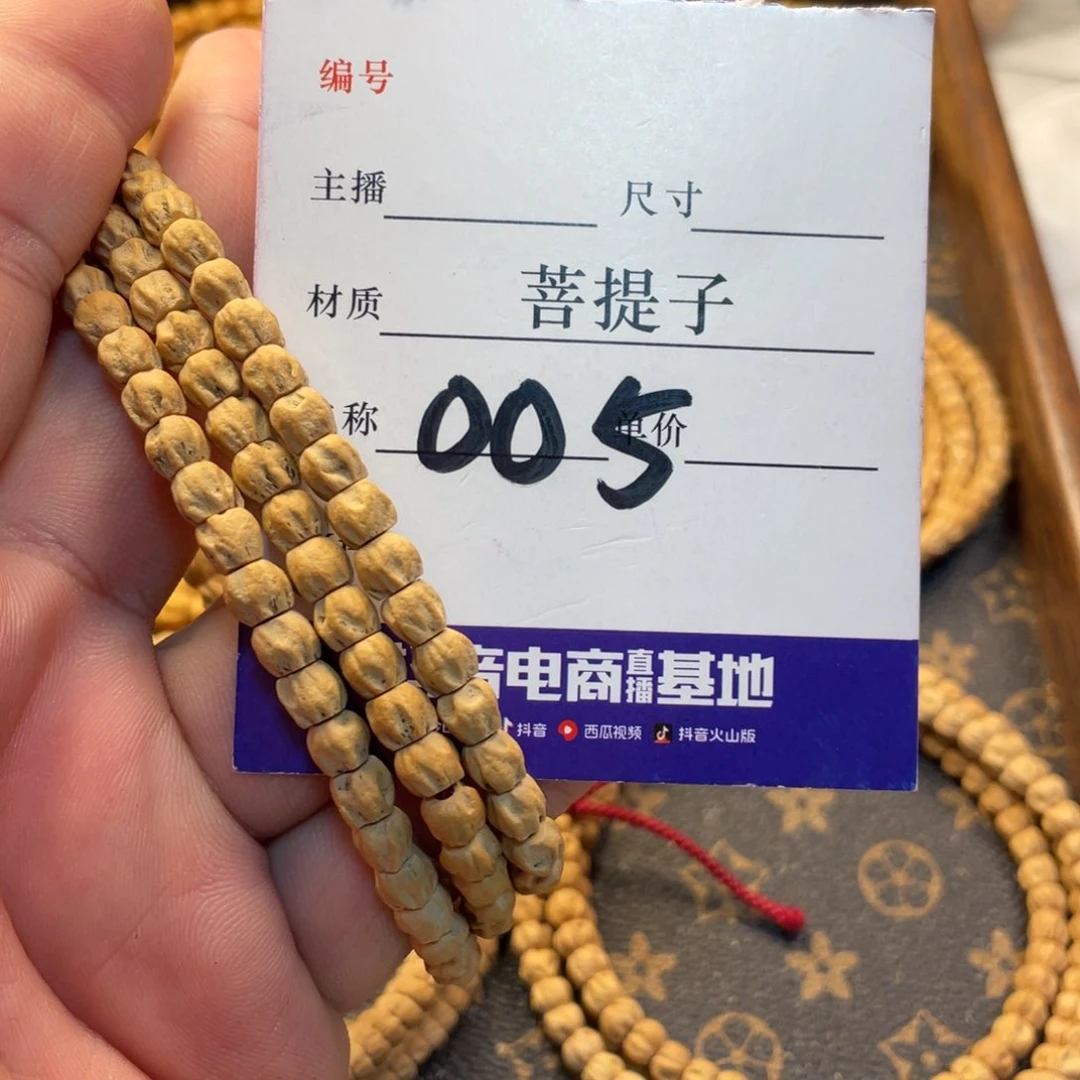 编号
主播 尺寸
材质 菩提子
称 005 单价
音电商直播基地
抖音 西瓜视频 抖音火山版